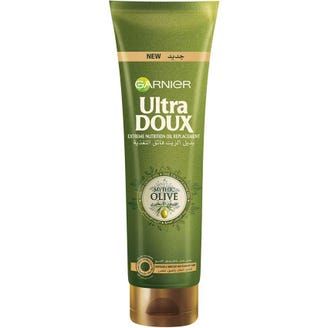 NEW جديد
GARNIER
Ultra
DOUX
EXTREME NUTRITION OIL REPLACEMENT
بديل الزيت فائق التغذية
MYTHIC
OLIVE